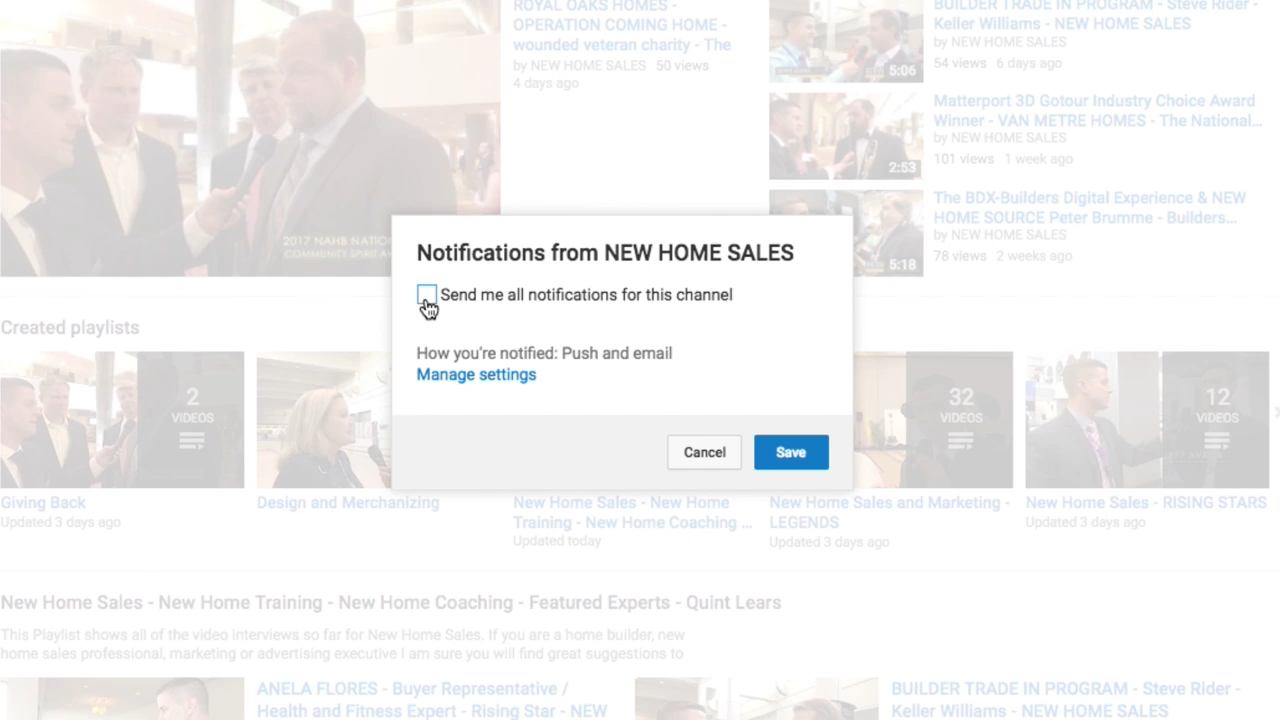 ROYAL OAKS HOMES -
OPERATION COMING HOME -
wounded veteran charity - The
by NEW HOME SALES 50 views
4 days ago
2017 NAHB
COMMUNITY SPIRIT
BUILDER TRADE IN PROGRAM - Steve Rider -
Keller Williams - NEW HOME SALES
by NEW HOME SALES
54 views 6 days ago
5:06
Matterport 3D Gotour Industry Choice Award
Winner - VAN METRE HOMES - The National...
by NEW HOME SALES
101 views 1 week ago
2:53
The BDX-Builders Digital Experience & NEW
HOME SOURCE Peter Brumme - Builders...
by NEW HOME SALES
78 views 2 weeks ago
5:18
Notifications from NEW HOME SALES
Send me all notifications for this channel
How you're notified: Push and email
Manage settings
Cancel
Save
Created playlists
2
VIDEOS
Giving Back
Updated 3 days ago
Design and Merchanizing
New Home Sales - New Home
Training - New Home Coaching ...
Updated today
32
VIDEOS
New Home Sales and Marketing -
LEGENDS
Updated 3 days ago
12
VIDEOS
New Home Sales - RISING STARS
Updated 3 days ago
New Home Sales - New Home Training - New Home Coaching - Featured Experts - Quint Lears
This Playlist shows all of the video interviews so far for New Home Sales. If you are a home builder, new
home sales professional, marketing or advertising executive I am sure you will find great suggestions to
ANELA FLORES - Buyer Representative /
Health and Fitness Expert - Rising Star - NEW
BUILDER TRADE IN PROGRAM - Steve Rider -
Keller Williams - NEW HOME SALES